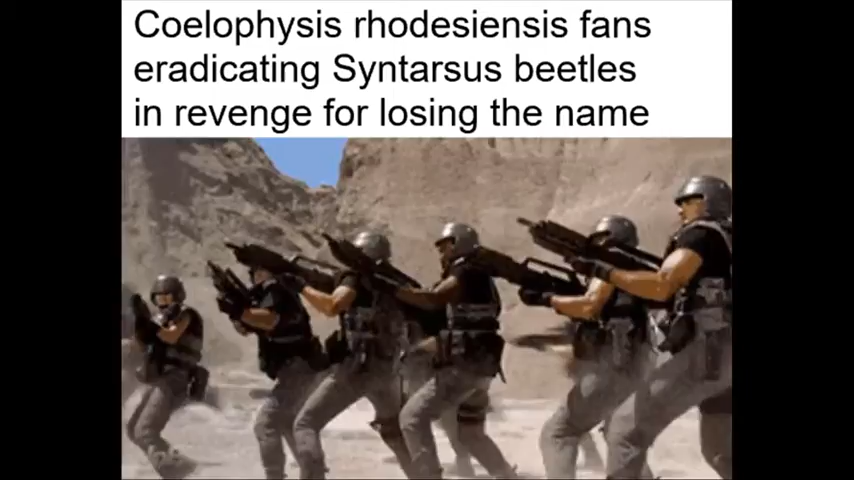 Coelophysis rhodesiensis fans
eradicating Syntarsus beetles
in revenge for losing the name